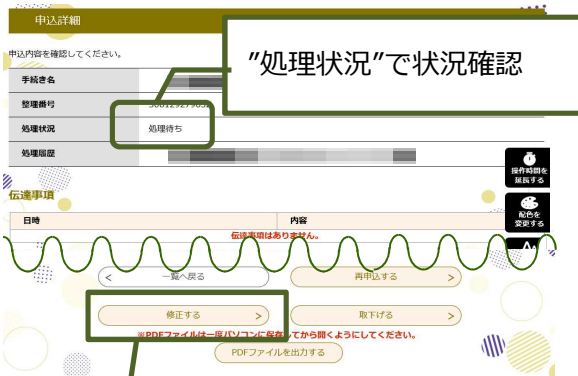 申込詳細
申込内容を確認してください。
”処理状況”で状況確認
手続き名
整理番号
処理状況 処理待ち
処理履歴
操作時間を
延長する
伝達事項
配色を
変更する
日時 内容
伝達事項はありません。
< 一覧へ戻る 再申込する >
修正する > 取下げる >
※PDFファイルは一度パソコンに保存してから開くようにしてください。
PDFファイルを出力する